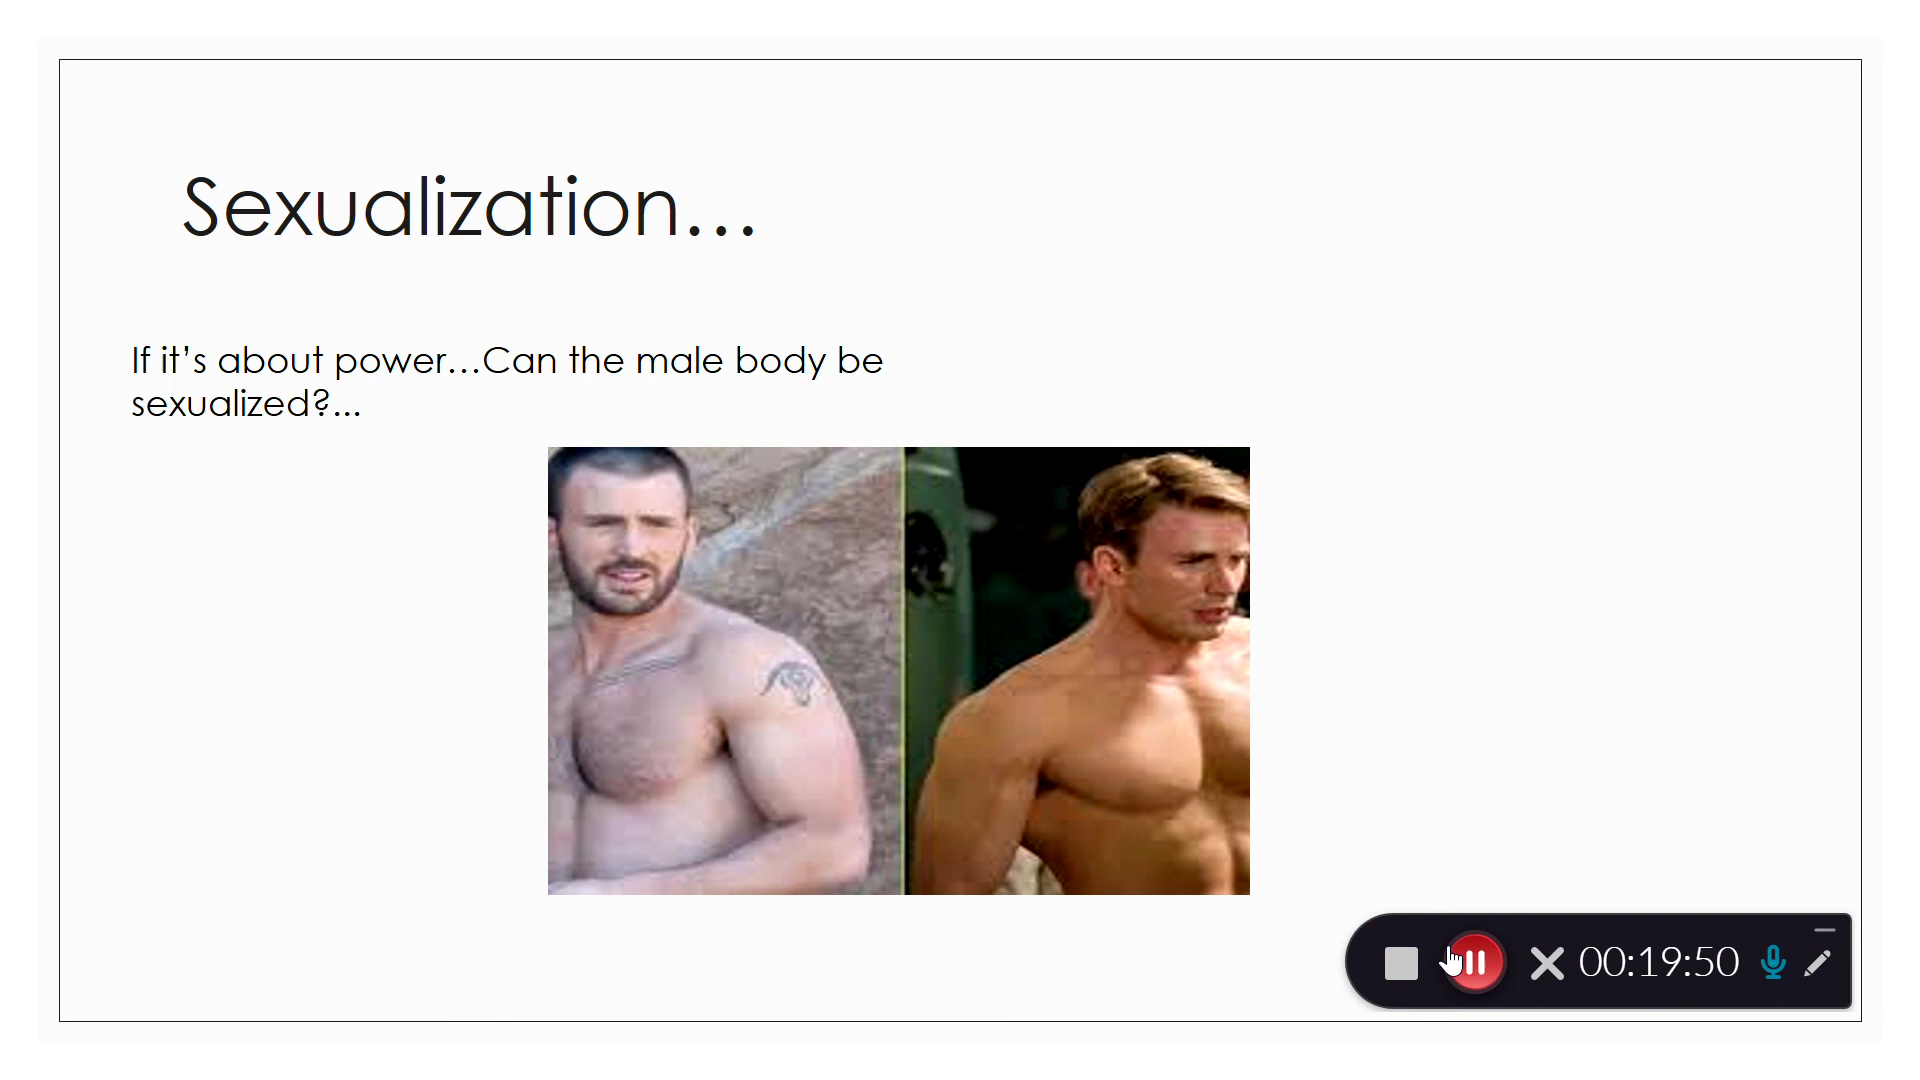 Sexualization...
If it’s about power...Can the male body be
sexualized?...
00:19:50